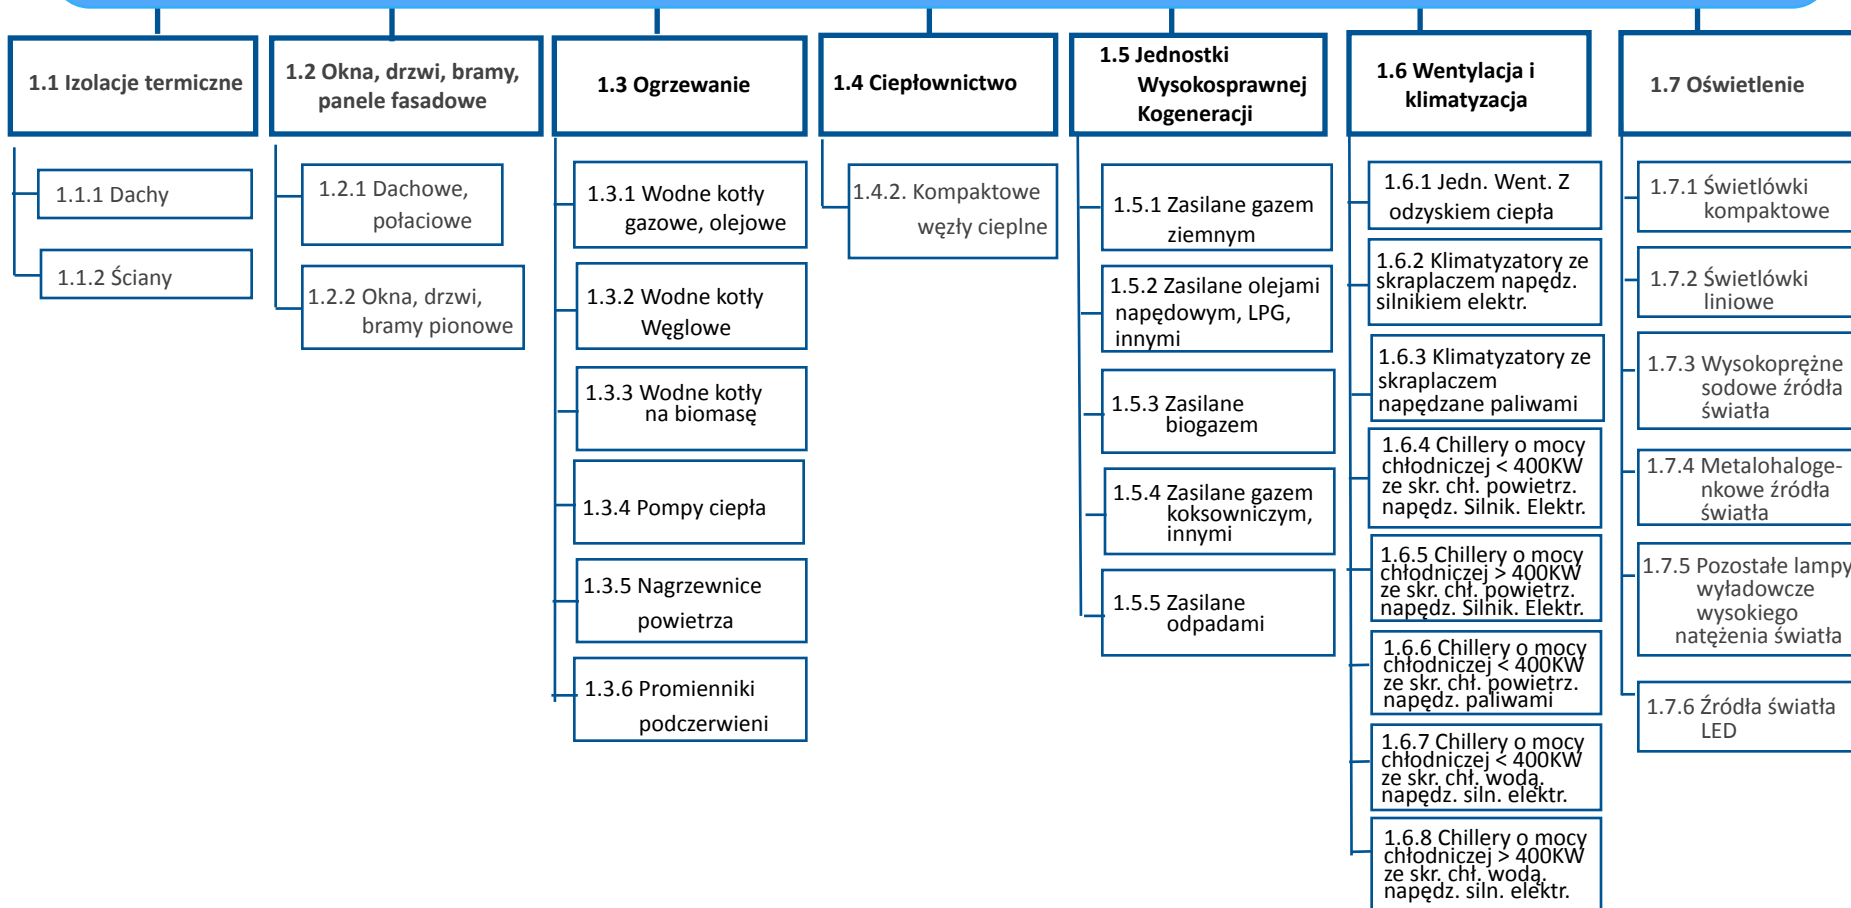 1.1 Izolacje termiczne
1.1.1 Dachy
1.1.2 Ściany
1.2 Okna, drzwi, bramy,
panele fasadowe
1.2.1 Dachowe,
połaciowe
1.2.2 Okna, drzwi,
bramy pionowe
1.3 Ogrzewanie
1.3.1 Wodne kotły
gazowe, olejowe
1.3.2 Wodne kotły
Węglowe
1.3.3 Wodne kotły
na biomasę
1.3.4 Pompy ciepła
1.3.5 Nagrzewnice
powietrza
1.3.6 Promienniki
podczerwieni
1.4 Ciepłownictwo
1.4.2. Kompaktowe
węzły cieplne
1.5 Jednostki
Wysokosprawnej
Kogeneracji
1.5.1 Zasilane gazem
ziemnym
1.5.2 Zasilane olejami
napędowym, LPG,
innymi
1.5.3 Zasilane
biogazem
1.5.4 Zasilane gazem
koksowniczym,
innymi
1.5.5 Zasilane
odpadami
1.6 Wentylacja i
klimatyzacja
1.6.1 Jedn. Went. Z
odzyskiem ciepła
1.6.2 Klimatyzatory ze
skraplaczem napędz.
silnikiem elektr.
1.6.3 Klimatyzatory ze
skraplaczem
napędzane paliwami
1.6.4 Chillery o mocy
chłodniczej < 400KW
ze skr. chł. powietrz.
napędz. Silnik. Elektr.
1.6.5 Chillery o mocy
chłodniczej > 400KW
ze skr. chł. powietrz.
napędz. Silnik. Elektr.
1.6.6 Chillery o mocy
chłodniczej < 400KW
ze skr. chł. powietrz.
napędz. paliwami
1.6.7 Chillery o mocy
chłodniczej < 400KW
ze skr. chł. wodą.
napędz. siln. elektr.
1.6.8 Chillery o mocy
chłodniczej > 400KW
ze skr. chł. wodą.
napędz. siln. elektr.
1.7 Oświetlenie
1.7.1 Świetlówki
kompaktowe
1.7.2 Świetlówki
liniowe
1.7.3 Wysokoprężne
sodowe źródła
światła
1.7.4 Metalohaloge-
nkowe źródła
światła
1.7.5 Pozostałe lampy
wyładowcze
wysokiego
natężenia światła
1.7.6 Źródła światła
LED